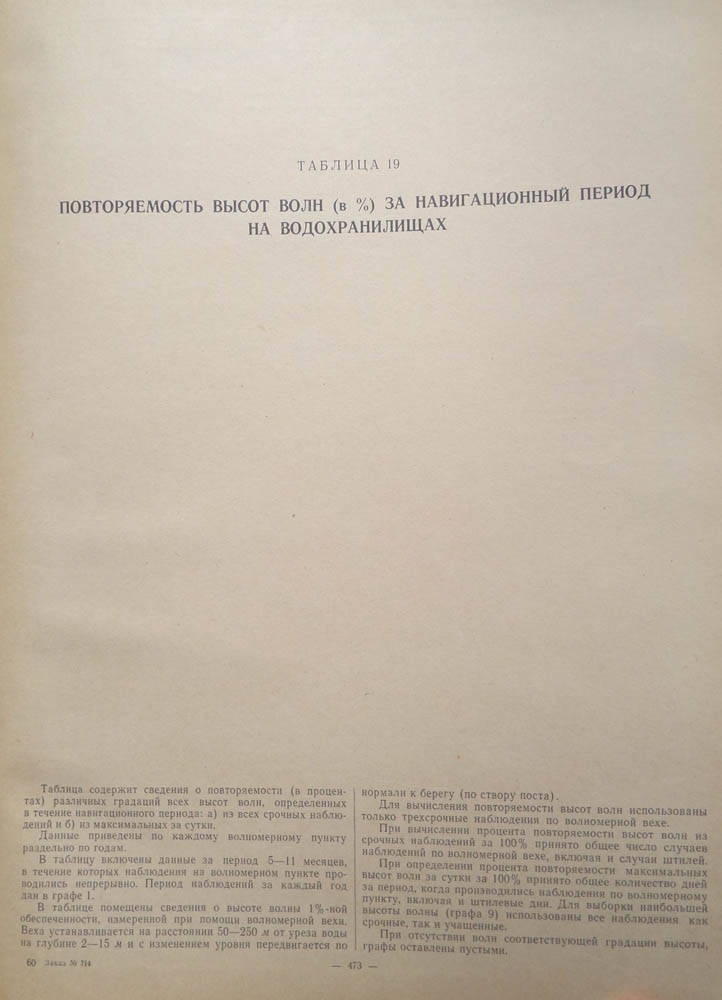 ТАБЛИЦА 19
ПОВТОРЯЕМОСТЬ ВЫСОТ ВОЛН (в %) ЗА НАВИГАЦИОННЫЙ ПЕРИОД
НА ВОДОХРАНИЛИЩАХ
Таблица содержит сведения о повторяемости (в процен-
тах) различных градаций всех высот волн, определенных
в течение навигационного периода: а) из всех срочных наблю-
дений и б) из максимальных за сутки.
Данные приведены по каждому волномерному пункту
раздельно по годам.
В таблицу включены данные за период 5—11 месяцев,
в течение которых наблюдения на волномерном пункте про-
водились непрерывно. Период наблюдений за каждый год
дан в графе 1.
В таблице помещены сведения о высоте волны 1%-ной
обеспеченности, измеренной при помощи волномерной вехи.
Веха устанавливается на расстоянии 50—250 м от уреза воды
на глубине 2—15 м и с изменением уровня передвигается по
нормали к берегу (по створу поста).
Для вычисления повторяемости высот волн использованы
только трехсрочные наблюдения по волномерной вехе.
При вычислении процента повторяемости высот волн из
срочных наблюдений за 100% принято общее число случаев
наблюдений по волномерной вехе, включая и случаи штилей.
При определении процента повторяемости максимальных
высот волн за сутки за 100% принято общее количество дней
за период, когда производились наблюдения по волномерному
пункту, включая и штилевые дни. Для выборки наибольшей
высоты волны (графа 9) использованы все наблюдения как
срочные, так и учащенные.
При отсутствии волн соответствующей градации высоты,
графы оставлены пустыми.
60 Заказ № 714
— 473 —